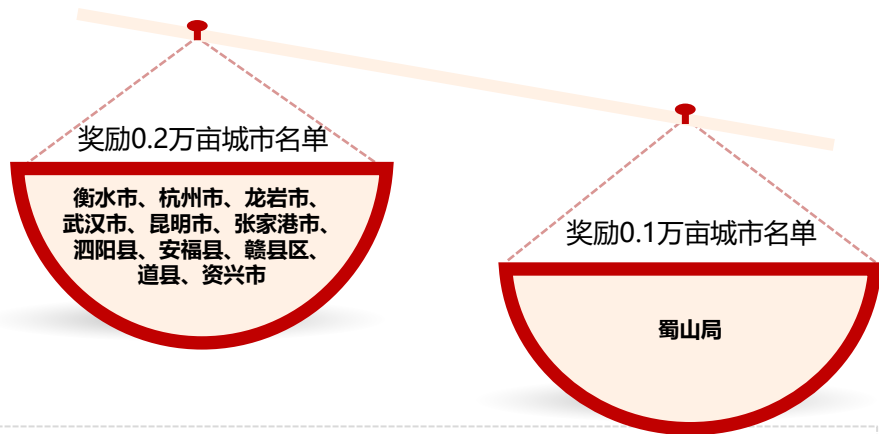 奖励0.2万亩城市名单
衡水市、杭州市、龙岩市、
武汉市、昆明市、张家港市、
泗阳县、安福县、赣县区、
道县、资兴市
奖励0.1万亩城市名单
蜀山局